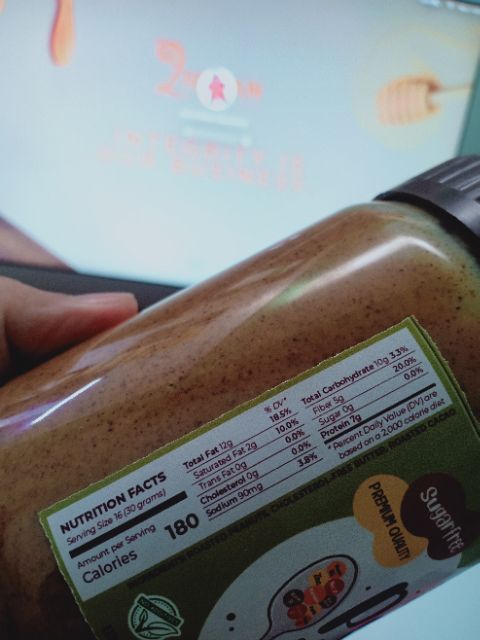 INTEGRITY IS
OUR BUSINESS
NUTRITION FACTS
Serving Size 16 (30 grams)
Amount per Serving
Calories 180
% DV*
Total Fat 12g 18.5%
Saturated Fat 2g 10.0%
Trans Fat 0g 0.0%
Cholesterol 0g 0.0%
Sodium 90mg 3.8%
Total Carbohydrate 10g 3.3%
Fiber 5g 20.0%
Sugar 0g 0.0%
Protein 7g
Percent Daily Value (DV) are
based on a 2,000 calorie diet
INGREDIENTS ROASTED PEANUTS, CHOLESTEROL-FREE BUTTER, ROASTED CACAO
PREMIUM QUALITY
Sugar free